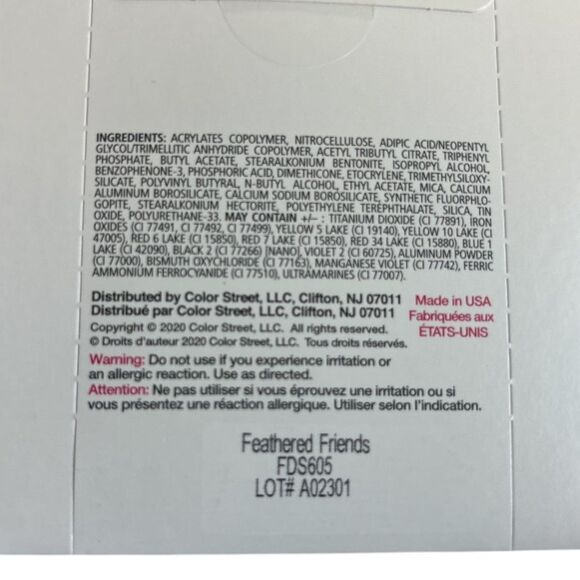 INGREDIENTS: ACRYLATES COPOLYMER, NITROCELLULOSE, ADIPIC ACID/NEOPENTYL
GLYCOL/TRIMELLITIC ANHYDRIDE COPOLYMER, ACETYL TRIBUTYL CITRATE, TRIPHENYL
PHOSPHATE, BUTYL ACETATE, STEARALKONIUM BENTONITE, ISOPROPYL ALCOHOL,
BENZOPHENONE-3, PHOSPHORIC ACID, DIMETHICONE, ETOCRYLENE, TRIMETHYLSILOXY-
SILICATE, POLYVINYL BUTYRAL, N-BUTYL ALCOHOL, ETHYL ACETATE, MICA, CALCIUM
ALUMINUM BOROSILICATE, CALCIUM SODIUM BOROSILICATE, SYNTHETIC FLUORPHLO-
GOPITE, STEARALKONIUM HECTORITE, POLYETHYLENE TEREPHTHALATE, SILICA, TIN
OXIDE, POLYURETHANE-33. MAY CONTAIN +/– : TITANIUM DIOXIDE (CI 77891), IRON
OXIDES (CI 77491, CI 77492, CI 77499), YELLOW 5 LAKE (CI 19140), YELLOW 10 LAKE (CI
47005), RED 6 LAKE (CI 15850), RED 7 LAKE (CI 15850), RED 34 LAKE (CI 15880), BLUE 1
LAKE (CI 42090), BLACK 2 (CI 77266) [NANO], VIOLET 2 (CI 60725), ALUMINUM POWDER
(CI 77000), BISMUTH OXYCHLORIDE (CI 77163), MANGANESE VIOLET (CI 77742), FERRIC
AMMONIUM FERROCYANIDE (CI 77510), ULTRAMARINES (CI 77007).
Distributed by Color Street, LLC, Clifton, NJ 07011
Distribué par Color Street, LLC, Clifton, NJ 07011
Copyright © 2020 Color Street, LLC. All rights reserved.
© Droits d'auteur 2020 Color Street, LLC. Tous droits réservés.
Made in USA
Fabriquées aux
ÉTATS-UNIS
Warning: Do not use if you experience irritation or
an allergic reaction. Use as directed.
Attention: Ne pas utiliser si vous éprouvez une irritation ou si
vous présentez une réaction allergique. Utiliser selon l'indication.
Feathered Friends
FDS605
LOT# A02301